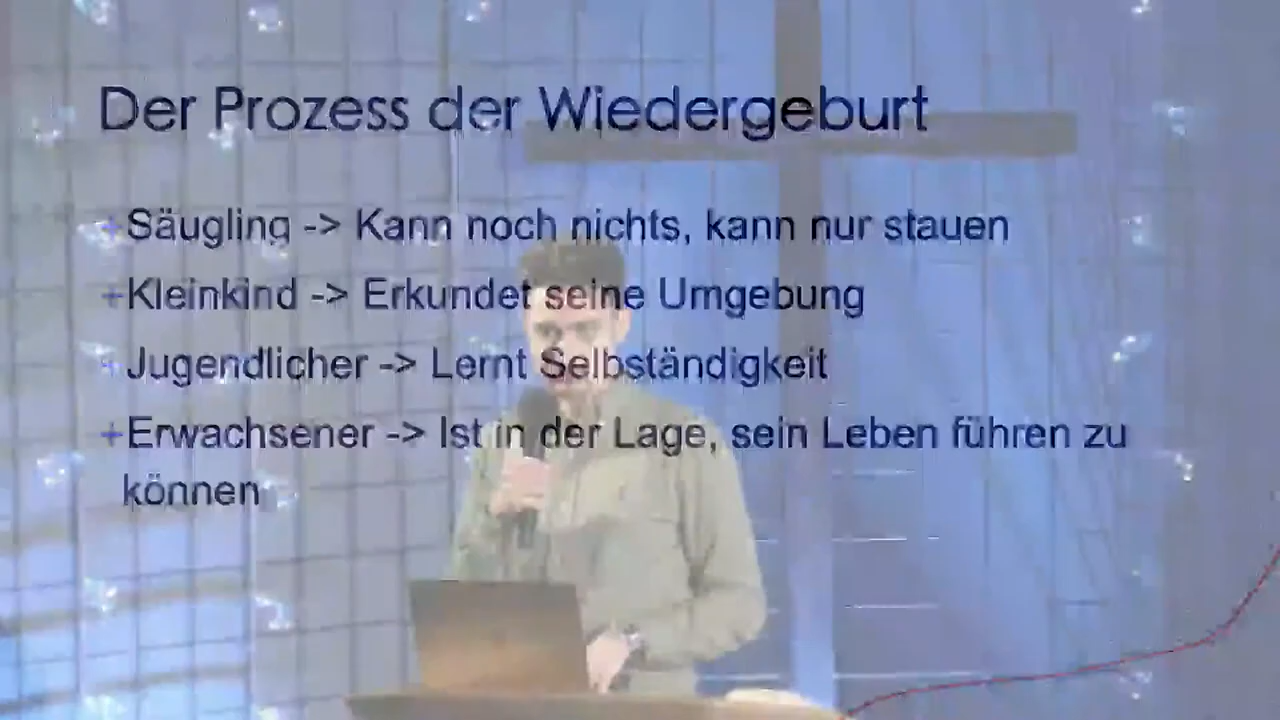 Der Prozess der Wiedergeburt
+Säugling -> Kann noch nichts, kann nur stauen
+Kleinkind -> Erkundet seine Umgebung
+Jugendlicher -> Lernt Selbständigkeit
+Erwachsener -> Ist in der Lage, sein Leben führen zu
können